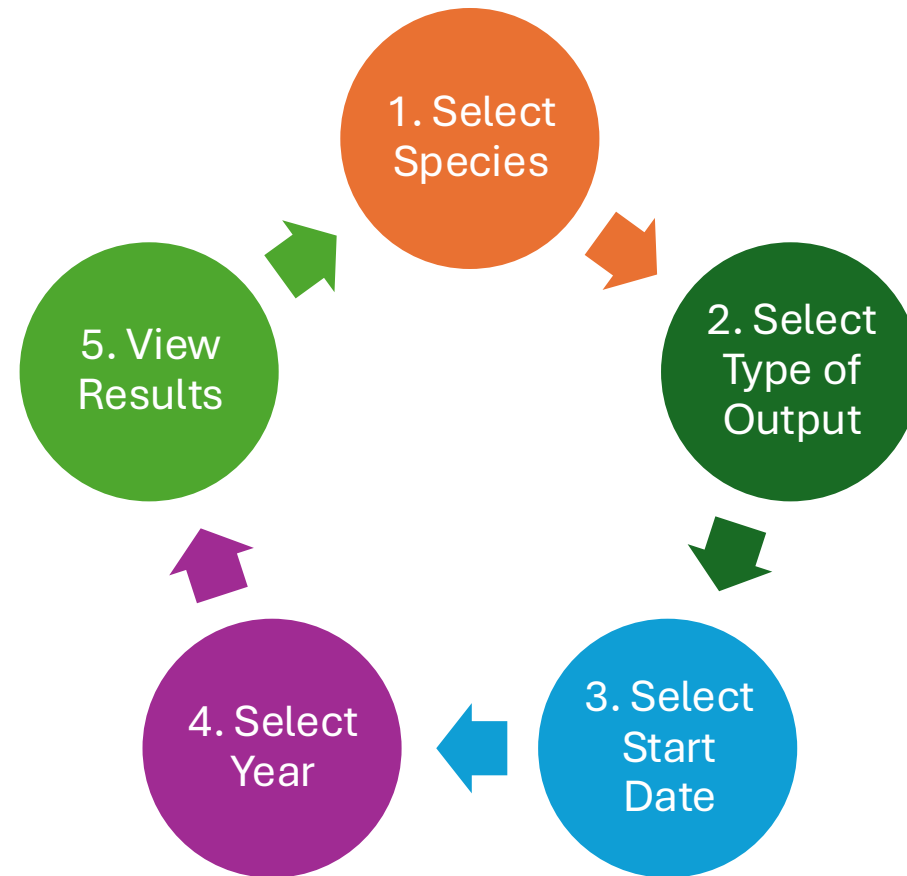 1. Select
Species
2. Select
Type of
Output
3. Select
Start
Date
4. Select
Year
5. View
Results